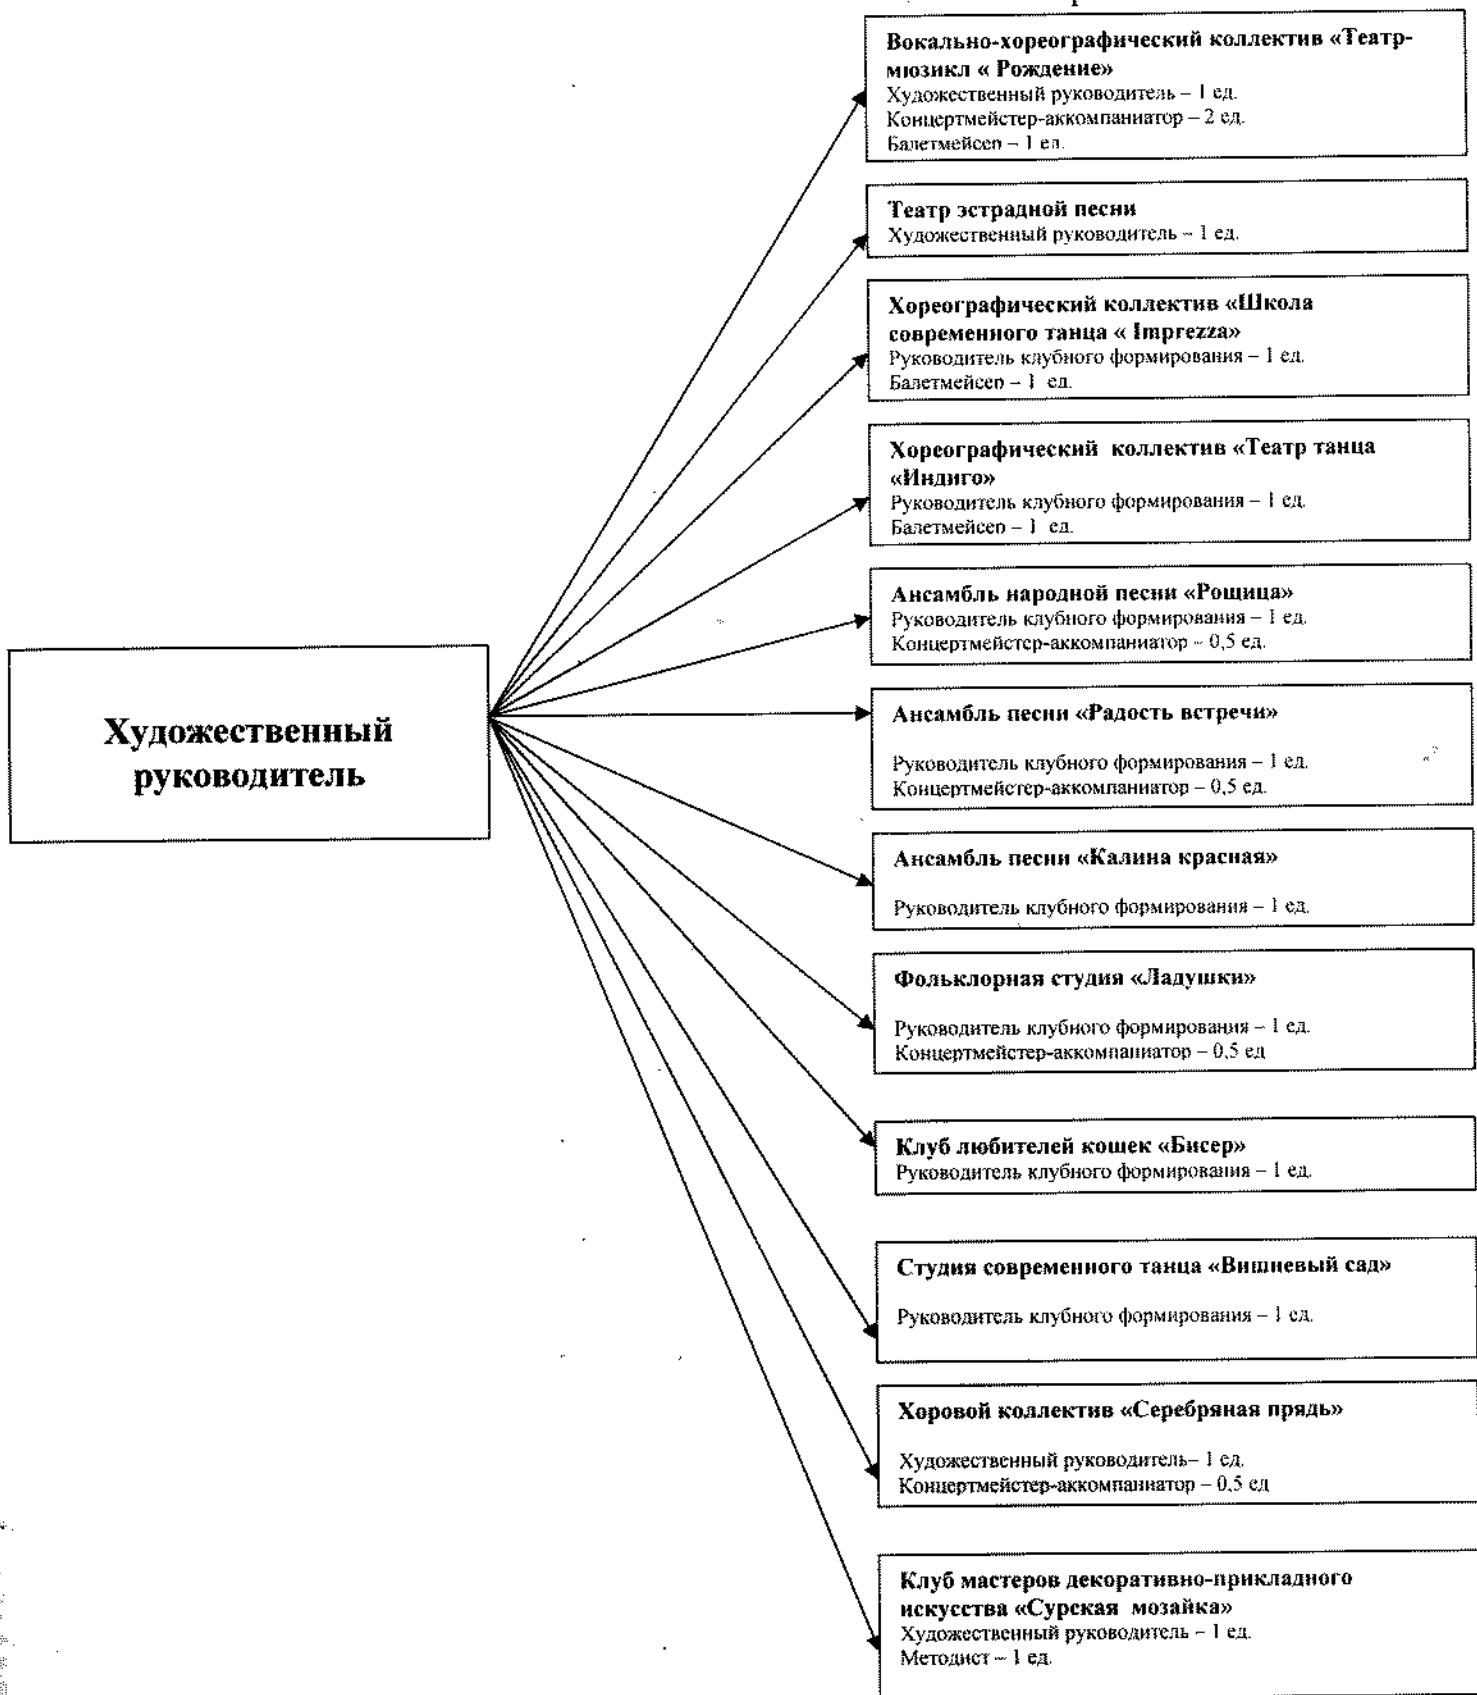 Вокально-хореографический коллектив «Театр-
мюзикл « Рождение»
Художественный руководитель – 1 ед.
Концертмейстер-аккомпаниатор – 2 ед.
Балетмейсер – 1 ед.
Театр эстрадной песни
Художественный руководитель – 1 ед.
Хореографический коллектив «Школа
современного танца « Imprezza»
Руководитель клубного формирования – 1 ед.
Балетмейсер – 1 ед.
Хореографический коллектив «Театр танца
«Индиго»
Руководитель клубного формирования – 1 ед.
Балетмейсер – 1 ед.
Ансамбль народной песни «Рощица»
Руководитель клубного формирования – 1 ед.
Концертмейстер-аккомпаниатор – 0,5 ед.
Художественный
руководитель
Ансамбль песни «Радость встречи»
Руководитель клубного формирования – 1 ед.
Концертмейстер-аккомпаниатор – 0,5 ед.
Ансамбль песни «Калина красная»
Руководитель клубного формирования – 1 ед.
Фольклорная студия «Ладушки»
Руководитель клубного формирования – 1 ед.
Концертмейстер-аккомпаниатор – 0,5 ед
Клуб любителей кошек «Бисер»
Руководитель клубного формирования – 1 ед.
Студия современного танца «Вишневый сад»
Руководитель клубного формирования – 1 ед.
Хоровой коллектив «Серебряная прядь»
Художественный руководитель– 1 ед.
Концертмейстер-аккомпаниатор – 0,5 ед
Клуб мастеров декоративно-прикладного
искусства «Сурская мозайка»
Художественный руководитель – 1 ед.
Методист – 1 ед.